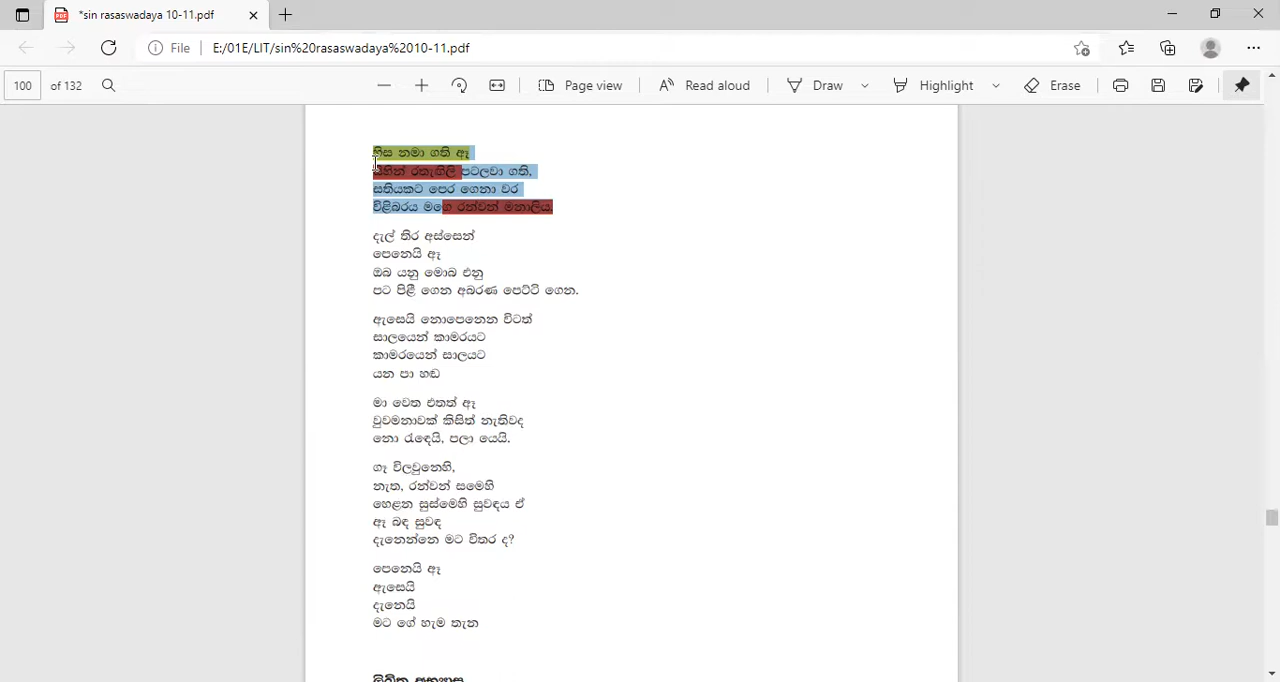 *sin rasaswadaya 10-11.pdf
File E:/01E/LIT/sin%20rasaswadaya%2010-11.pdf
100 of 132 Page view Read aloud Draw Highlight Erase
හිස නමා ගති ඈ
සිහින් රතැඟිලි පටලවා ගති,
සතියකට පෙර ගෙනා වර
විළිබරය මගෙ රන්වන් මනාලිය.
දැල් තිර අස්සෙන්
පෙනෙයි ඈ
ඔබ යනු මොබ එනු
පට පිළී ගෙන අබරණ පෙට්ටි ගෙන.
ඇසෙයි නොපෙනෙන විටත්
සාලයෙන් කාමරයට
කාමරයෙන් සාලයට
යන පා හඬ
මා වෙත එතත් ඈ
වුවමනාවක් කිසිත් නැතිවද
නො රැඳෙයි, පලා යෙයි.
ගෑ විලවුනෙහි,
නැත, රන්වන් සමෙහි
හෙළන සුස්මෙහි සුවඳය ඒ
ඈ බඳ සුවඳ
දැනෙන්නෙ මට විතර ද?
පෙනෙයි ඈ
ඇසෙයි
දැනෙයි
මට ගේ හැම තැන